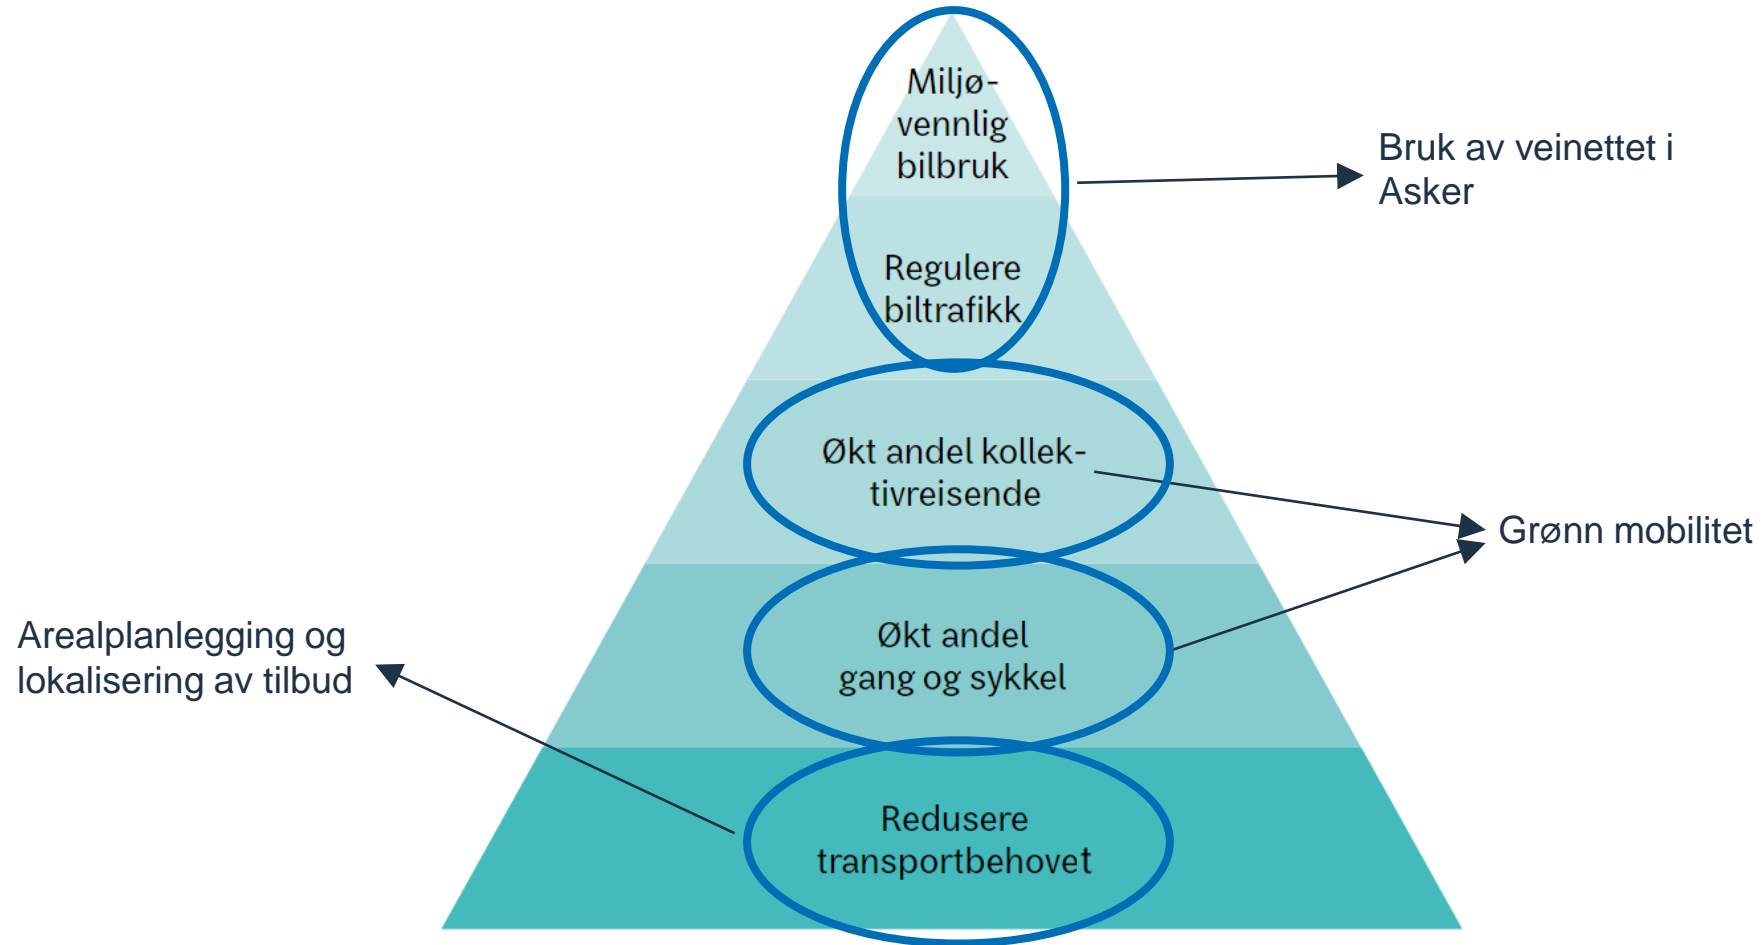 Miljø-
vennlig
bilbruk
Bruk av veinettet i
Asker
Regulere
biltrafikk
Økt andel kollek-
tivreisende
Grønn mobilitet
Økt andel
gang og sykkel
Arealplanlegging og
lokalisering av tilbud
Redusere
transportbehovet